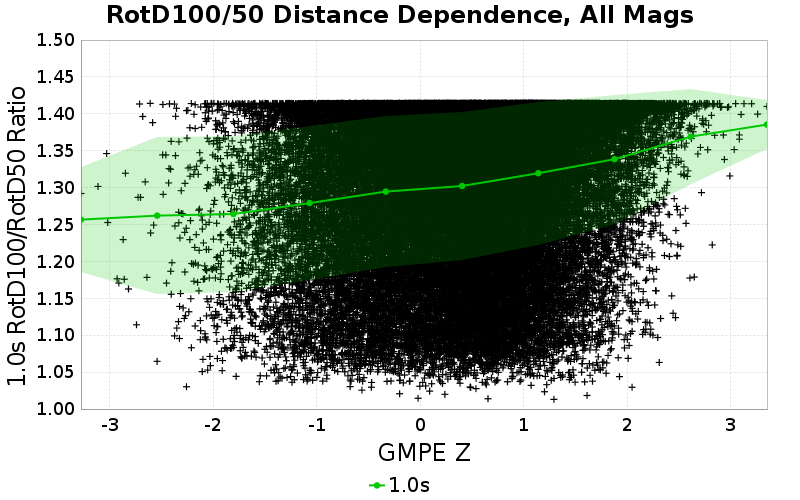 RotD100/50 Distance Dependence, All Mags
1.0s RotD100/RotD50 Ratio
1.50
1.45
1.40
1.35
1.30
1.25
1.20
1.15
1.10
1.05
1.00
-3 -2 -1 0 1 2 3
GMPE Z
1.0s